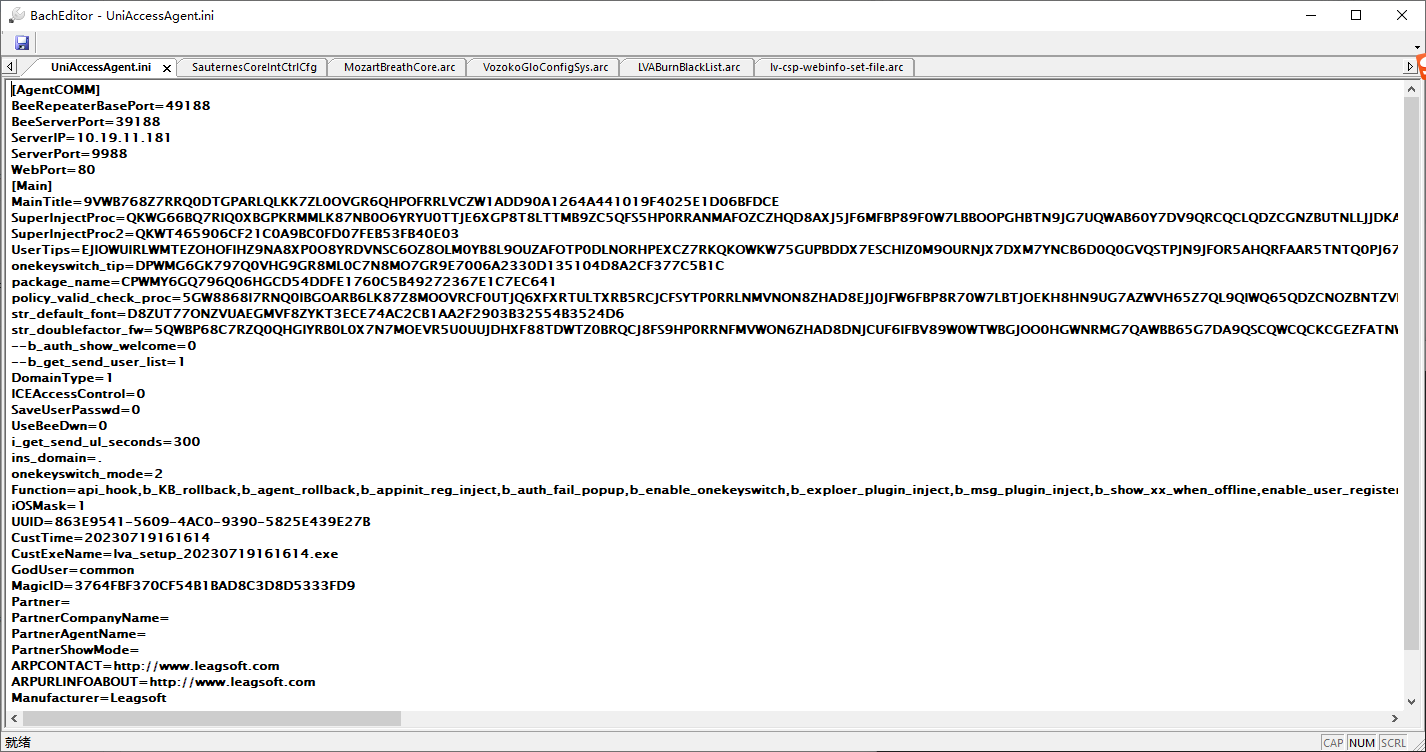 BachEditor - UniAccessAgent.ini
UniAccessAgent.ini SauternesCoreIntCtrlCfg MozartBreathCore.arc VozokoGloConfigSys.arc LVABurnBlackList.arc lv-csp-webinfo-set-file.arc
[AgentCOMM]
BeeRepeaterBasePort=49188
BeeServerPort=39188
ServerIP=10.19.11.181
ServerPort=9988
WebPort=80
[Main]
MainTitle=9VWB768Z7RRQ0DTGPARLQLKK7ZL0OVGR6QHPOFRRLVCZW1ADD90A1264A441019F4025E1D06BFDCE
SuperInjectProc=QKWG66BQ7RIQ0XBGPKRMMLK87NB0O6YRYU0TTJE6XGP8T8LTTMB9ZC5QFS5HP0RRANMAFOZCZHQD8AXJ5JF6MFBP89F0W7LBBOOPGHBTN9JG7UQWAB60Y7DV9QRCQCLQDZCGNZBUTNLLJJDKA
SuperInjectProc2=QKWT465906CF21C0A9BC0FD07FEB53FB40E03
UserTips=EJIOWUIRLWMTEZOHOFIHZ9NA8XP0O8YRDVNSC6OZ8OLM0YB8L9OUZAFOTP0DLNORHPEXCZ7RKQKOWKW75GUPBDDX7ESCHIZ0M9OURNJX7DXM7YNCB6D0Q0GVQSTPJN9JFOR5AHQRFAAR5TNTQ0PJ67
onekeyswitch_tip=DPWMG6GK797Q0VHG9GR8ML0C7N8MO7GR9E7006A2330D135104D8A2CF377C5B1C
package_name=CPWMY6GQ796Q06HGCD54DDFE1760C5B49272367E1C7EC641
policy_valid_check_proc=5GW8868I7RNQ0IBGOARB6LK87Z8MOOVRCF0UTJQ6XFXRTULTXRB5RCJCFSYTP0RRLNMVNON8ZHAD8EJJ0JFW6FBP8R70W7LBTJOEKH8HN9UG7AZWVH65Z7QL9QIWQ65QDZCNOZBNTZV
str_default_font=D8ZUT77ONZVUAEGMVF8ZYKT3ECE74AC2CB1AA2F2903B32554B3524D6
str_doublefactor_fw=5QWBP68C7RZQ0QHGIYRB0L0X7N7MOEVR5U0UUJDHXF88TDWTZ0BRQCJ8FS9HP0RRNFMVWON6ZHAD8DNJCUF6IFBV89W0WTWBGJOO0HGWNRMG7QAWBB65G7DA9QSCQWCQCKCGEZFATNW
--b_auth_show_welcome=0
--b_get_send_user_list=1
DomainType=1
ICEAccessControl=0
SaveUserPasswd=0
UseBeeDwn=0
i_get_send_ul_seconds=300
ins_domain=.
onekeyswitch_mode=2
Function=api_hook,b_KB_rollback,b_agent_rollback,b_appinit_reg_inject,b_auth_fail_popup,b_enable_onekeyswitch,b_exploer_plugin_inject,b_msg_plugin_inject,b_show_xx_when_offline,enable_user_register
iOSMask=1
UUID=863E9541-5609-4AC0-9390-5825E439E27B
CustTime=20230719161614
CustExeName=lva_setup_20230719161614.exe
GodUser=common
MagicID=3764FBF370CF54B1BAD8C3D8D5333FD9
Partner=
PartnerCompanyName=
PartnerAgentName=
PartnerShowMode=
ARPCONTACT=http://www.leagsoft.com
ARPURLINFOABOUT=http://www.leagsoft.com
Manufacturer=Leagsoft
就绪 CAP NUM SCRL